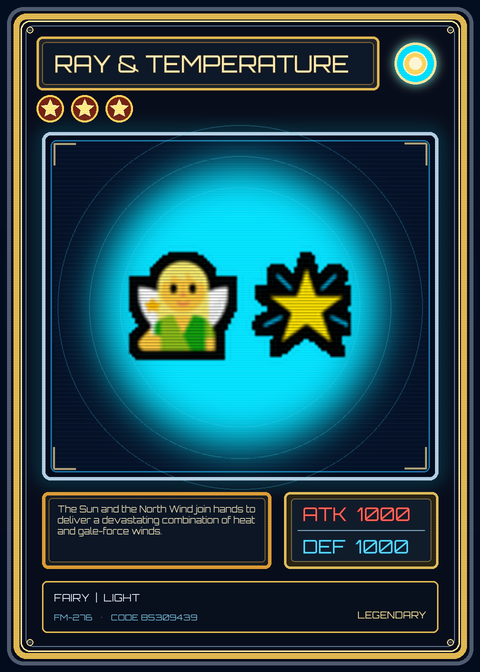 RAY & TEMPERATURE
The Sun and the North Wind join hands to
deliver a devastating combination of heat
and gale-force winds.
ATK 1000
DEF 1000
FAIRY | LIGHT
FM-276 · CODE 85309439
LEGENDARY